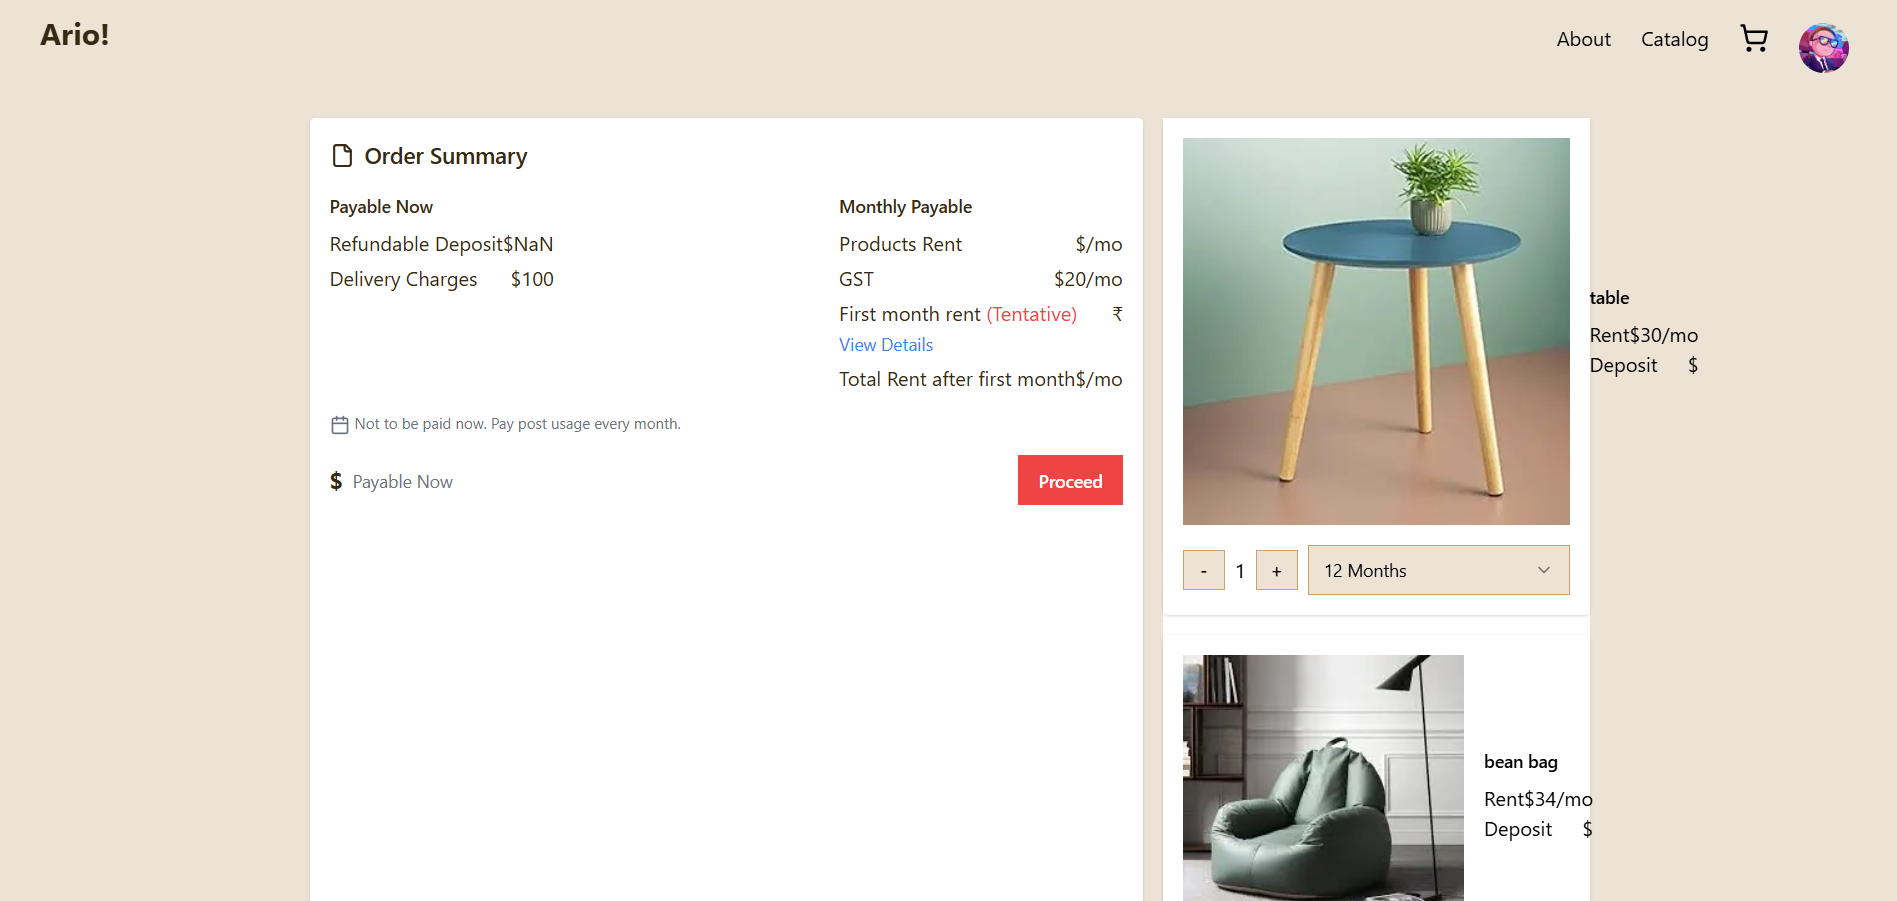 Ario!
About
Catalog
Order Summary
Payable Now
Refundable Deposit$NaN
Delivery Charges $100
Monthly Payable
Products Rent $/mo
GST $20/mo
First month rent (Tentative) ₹
View Details
Total Rent after first month$/mo
Not to be paid now. Pay post usage every month.
$ Payable Now
Proceed
table
Rent$30/mo
Deposit $
- 1 + 12 Months
bean bag
Rent$34/mo
Deposit $